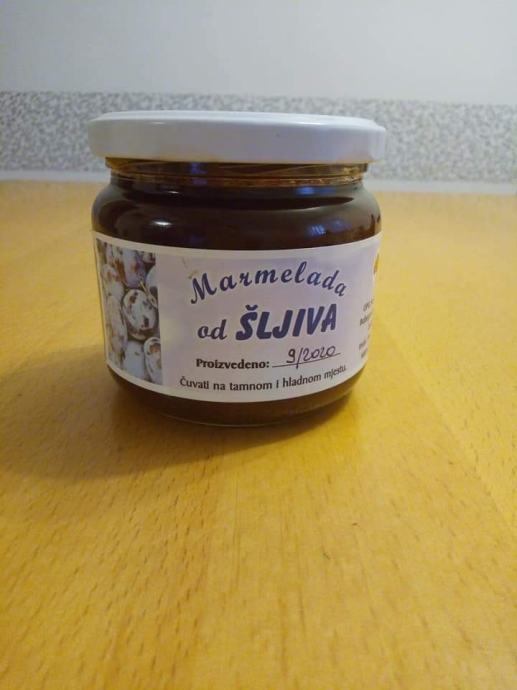 Marmelada
od ŠLJIVA
Proizvedeno: 9/2020
Čuvati na tamnom i hladnom mjestu.